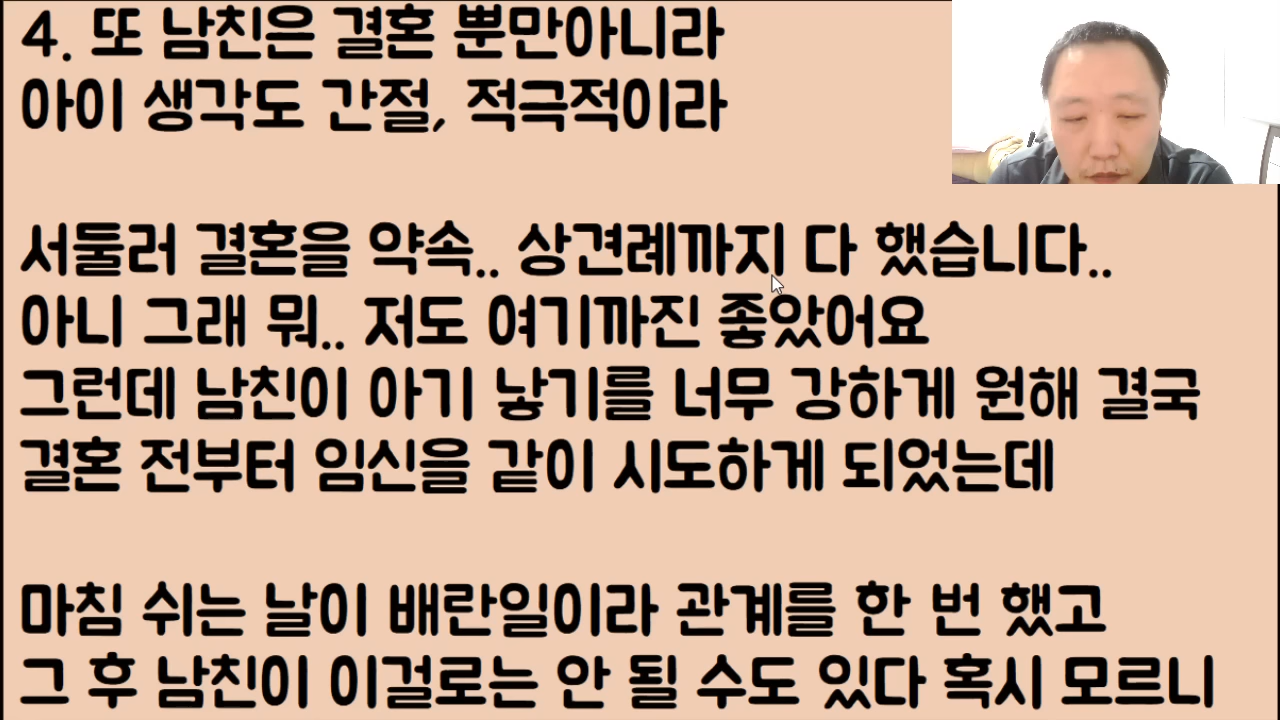 4. 또 남친은 결혼 뿐만아니라
아이 생각도 간절, 적극적이라
서둘러 결혼을 약속.. 상견례까지 다 했습니다..
아니 그래 뭐.. 저도 여기까진 좋았어요
그런데 남친이 아기 낳기를 너무 강하게 원해 결국
결혼 전부터 임신을 같이 시도하게 되었는데
마침 쉬는 날이 배란일이라 관계를 한 번 했고
그 후 남친이 이걸로는 안 될 수도 있다 혹시 모르니